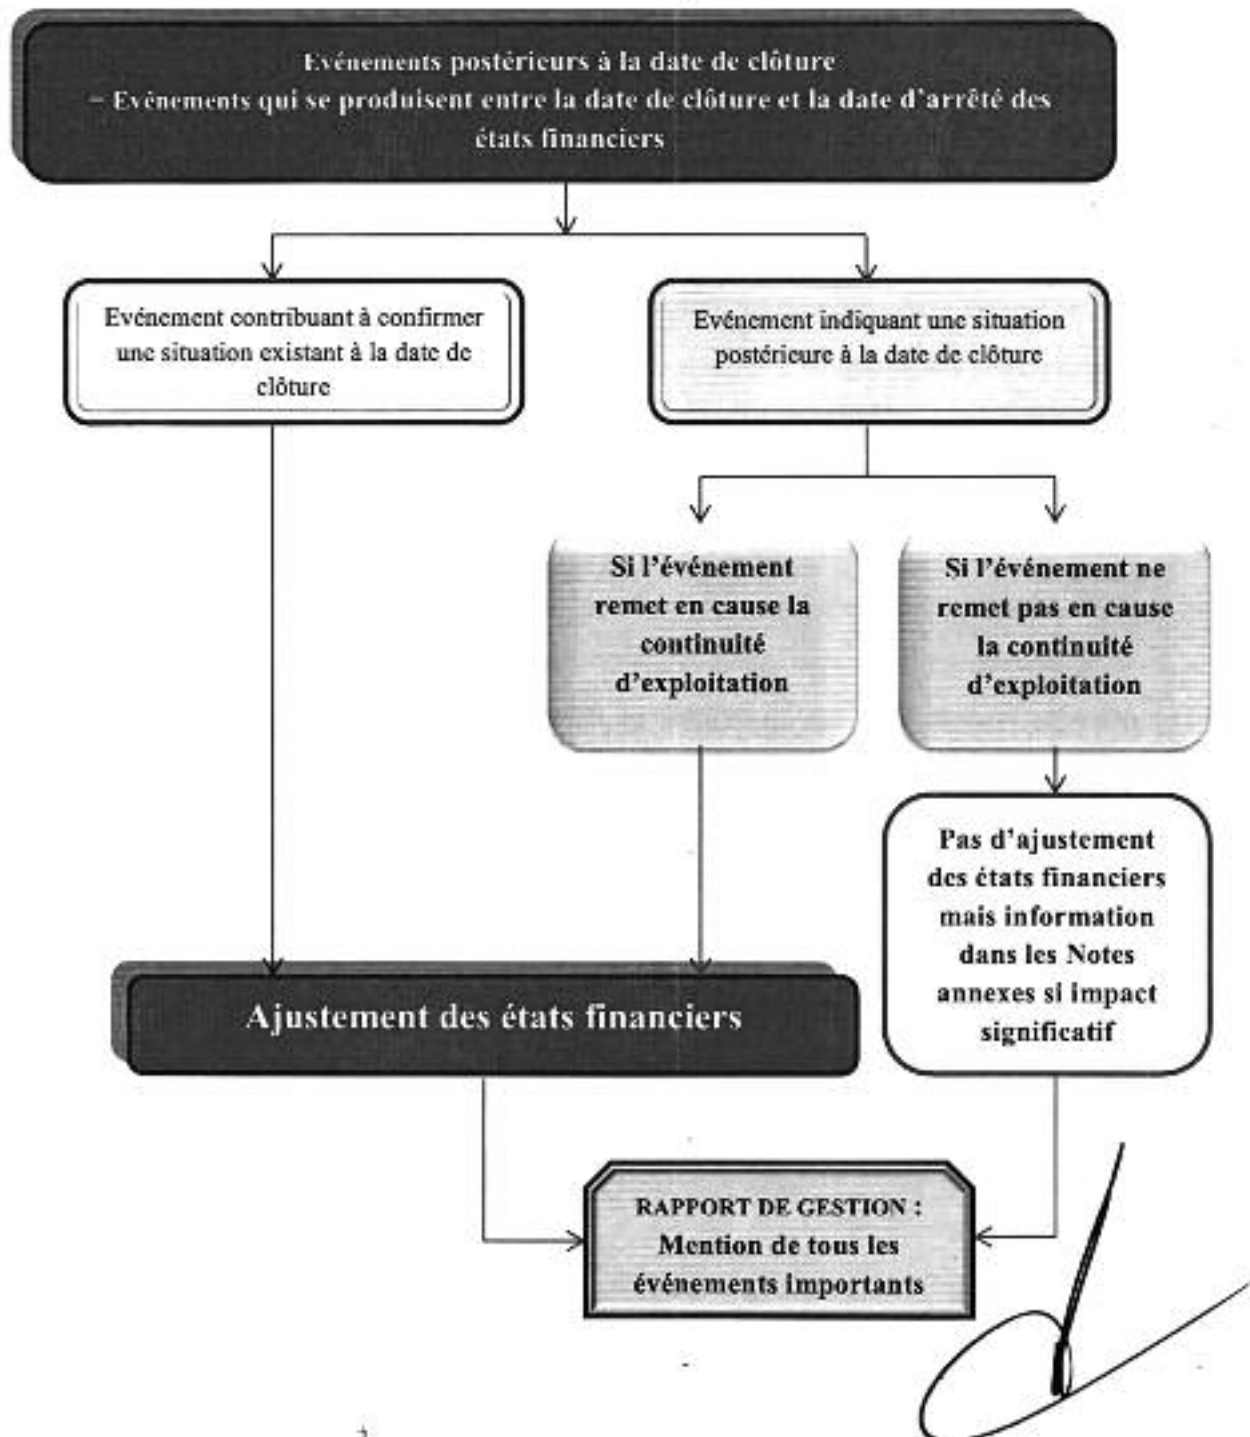 Evénements postérieurs à la date de clôture
= Evénements qui se produisent entre la date de clôture et la date d'arrêté des
états financiers
Evénement contribuant à confirmer
une situation existant à la date de
clôture
Evénement indiquant une situation
postérieure à la date de clôture
Si l'événement
remet en cause la
continuité
d'exploitation
Si l'événement ne
remet pas en cause
la continuité
d'exploitation
Pas d'ajustement
des états financiers
mais information
dans les Notes
annexes si impact
significatif
Ajustement des états financiers
RAPPORT DE GESTION :
Mention de tous les
événements importants